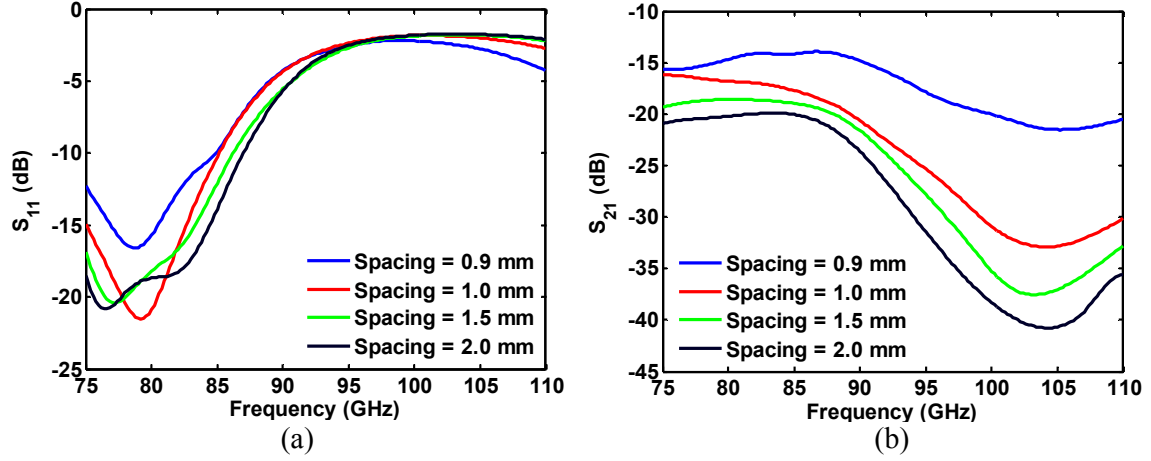 0
-5
-10
-15
-20
-25
S11 (dB)
75 80 85 90 95 100 105 110
Frequency (GHz)
Spacing = 0.9 mm
Spacing = 1.0 mm
Spacing = 1.5 mm
Spacing = 2.0 mm
(a)
-10
-15
-20
-25
-30
-35
-40
-45
S21 (dB)
75 80 85 90 95 100 105 110
Frequency (GHz)
Spacing = 0.9 mm
Spacing = 1.0 mm
Spacing = 1.5 mm
Spacing = 2.0 mm
(b)